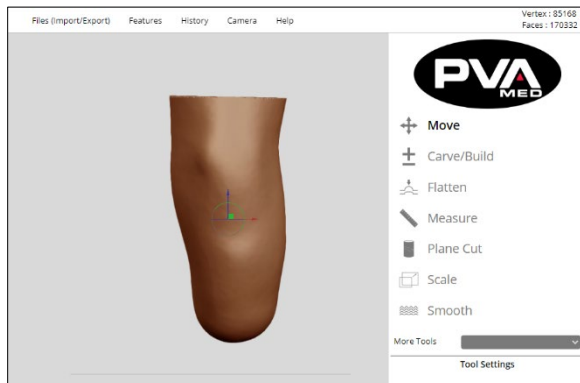 Files (Import/Export) Features History Camera Help
Vertex : 85168
Faces : 170332
PVA
MED
Move
Carve/Build
Flatten
Measure
Plane Cut
Scale
Smooth
More Tools
Tool Settings